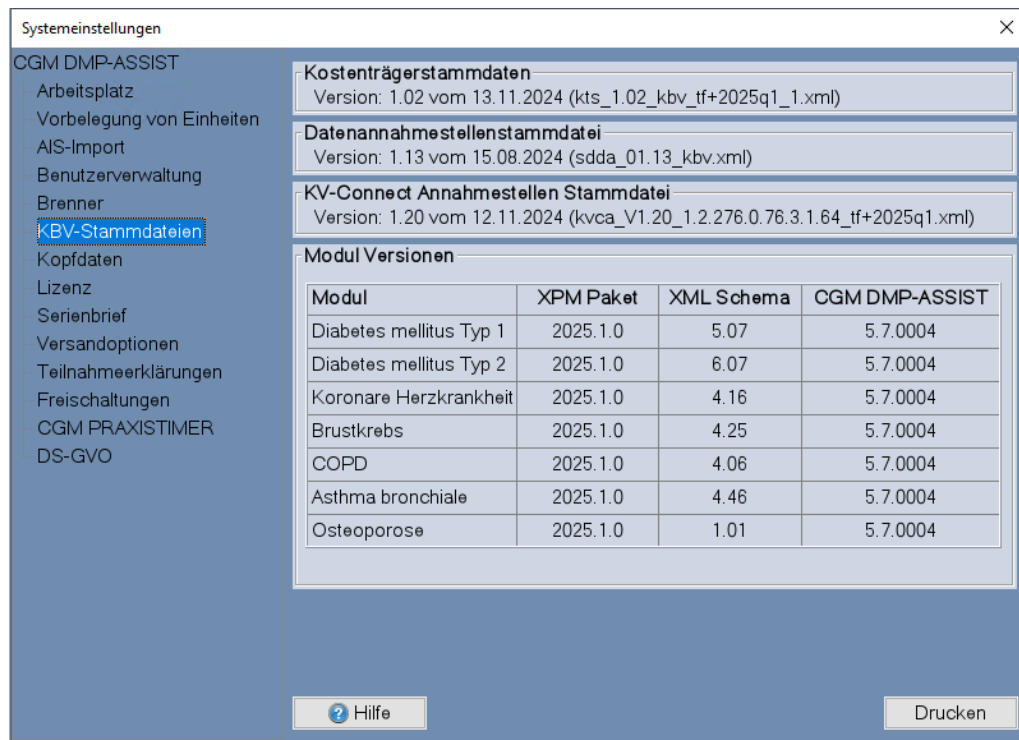 Systemeinstellungen
CGM DMP-ASSIST
Arbeitsplatz
Vorbelegung von Einheiten
AIS-Import
Benutzerverwaltung
Brenner
KBV-Stammdateien
Kopfdaten
Lizenz
Serienbrief
Versandoptionen
Teilnahmeerklärungen
Freischaltungen
CGM PRAXISTIMER
DS-GVO
Kostenträgerstammdaten
Version: 1.02 vom 13.11.2024 (kts_1.02_kbv_tf+2025q1_1.xml)
Datenannahmestellenstammdatei
Version: 1.13 vom 15.08.2024 (sdda_01.13_kbv.xml)
KV-Connect Annahmestellen Stammdatei
Version: 1.20 vom 12.11.2024 (kvca_V1.20_1.2.276.0.76.3.1.64_tf+2025q1.xml)
Modul Versionen
Modul XPM Paket XML Schema CGM DMP-ASSIST
Diabetes mellitus Typ 1 2025.1.0 5.07 5.7.0004
Diabetes mellitus Typ 2 2025.1.0 6.07 5.7.0004
Koronare Herzkrankheit 2025.1.0 4.16 5.7.0004
Brustkrebs 2025.1.0 4.25 5.7.0004
COPD 2025.1.0 4.06 5.7.0004
Asthma bronchiale 2025.1.0 4.46 5.7.0004
Osteoporose 2025.1.0 1.01 5.7.0004
Hilfe
Drucken